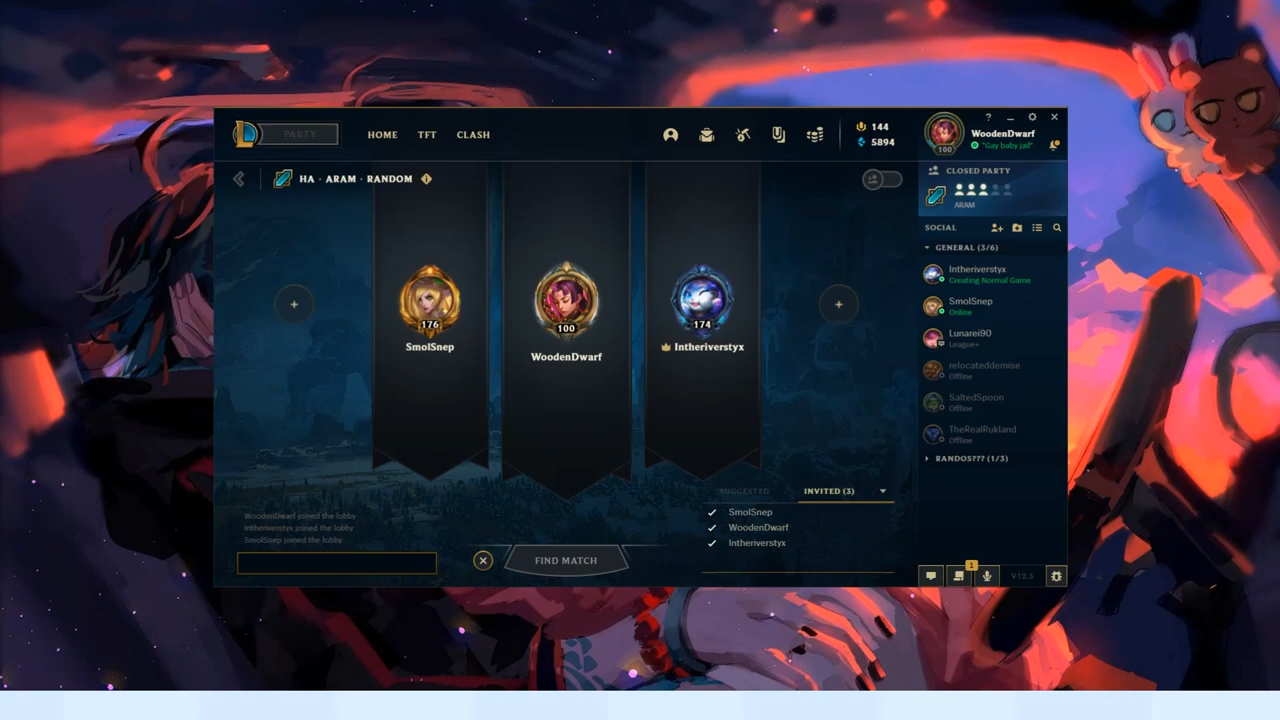 PARTY
HOME
TFT
CLASH
144
5894
?
WoodenDwarf
"Gay baby jail"
100
CLOSED PARTY
ARAM
HA · ARAM · RANDOM
SOCIAL
GENERAL (3/6)
Intheriverstyx
Creating Normal Game
SmolSnep
Online
Lunarei90
League+
relocateddemise
Offline
SaltedSpoon
Offline
TheRealRukland
Offline
RANDOS??? (1/3)
176
SmolSnep
100
WoodenDwarf
174
Intheriverstyx
SUGGESTED
INVITED (3)
SmolSnep
WoodenDwarf
Intheriverstyx
WoodenDwarf joined the lobby
Intheriverstyx joined the lobby
SmolSnep joined the lobby
FIND MATCH
1
V12.5